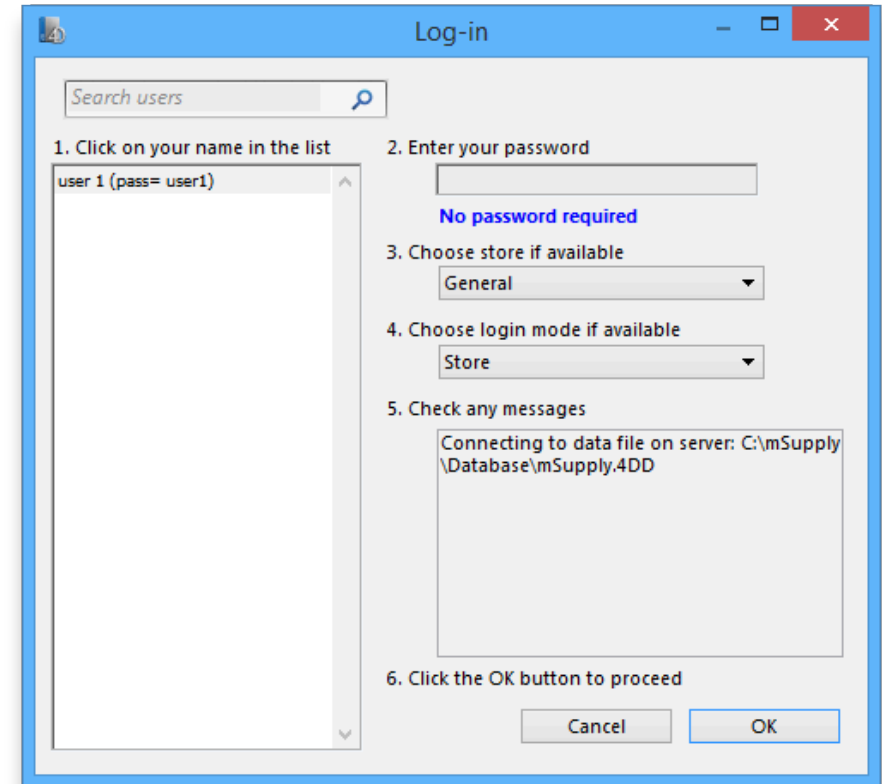 Log-in
Search users
1. Click on your name in the list
user 1 (pass= user1)
2. Enter your password
No password required
3. Choose store if available
General
4. Choose login mode if available
Store
5. Check any messages
Connecting to data file on server: C:\mSupply
\Database\mSupply.4DD
6. Click the OK button to proceed
Cancel
OK